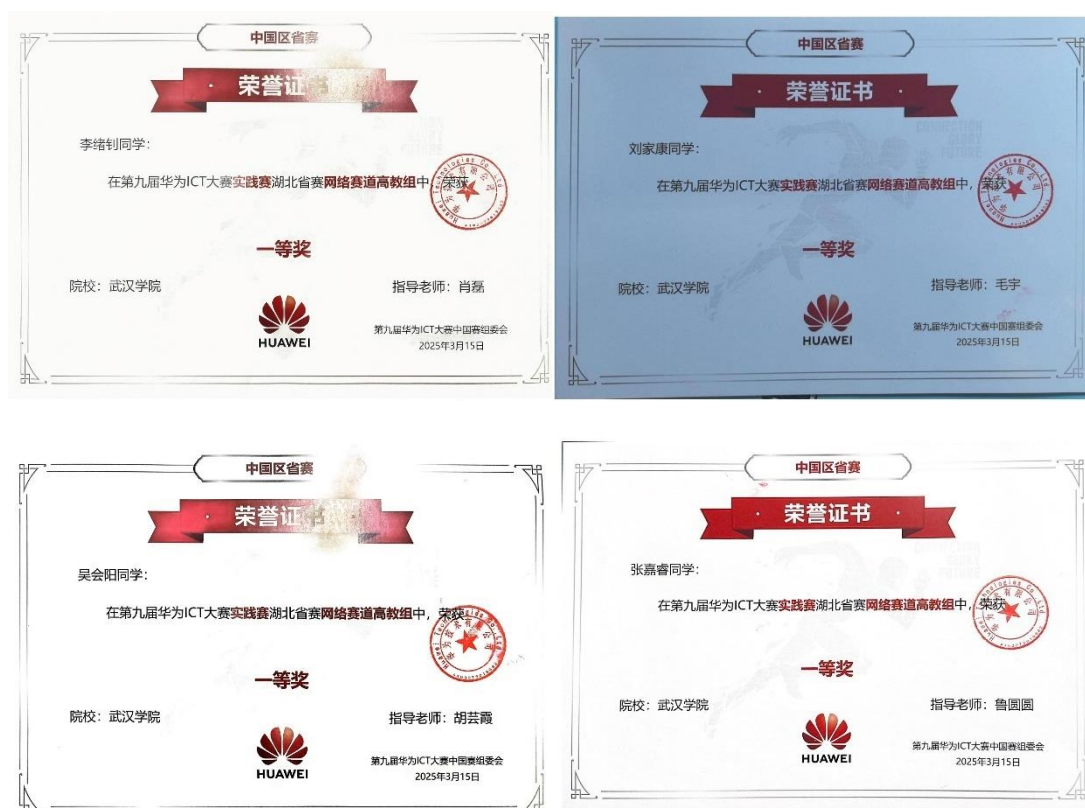 中国区省赛
荣誉证书
李绪钊同学:
在第九届华为ICT大赛实践赛湖北省赛网络赛道高教组中，荣获
一等奖
院校：武汉学院
指导老师：肖磊
HUAWEI
第九届华为ICT大赛中国赛组委会
2025年3月15日
中国区省赛
荣誉证书
刘家康同学:
在第九届华为ICT大赛实践赛湖北省赛网络赛道高教组中，荣获
一等奖
院校：武汉学院
指导老师：毛宇
HUAWEI
第九届华为ICT大赛中国赛组委会
2025年3月15日
中国区省赛
荣誉证书
吴会阳同学:
在第九届华为ICT大赛实践赛湖北省赛网络赛道高教组中，荣获
一等奖
院校：武汉学院
指导老师：胡芸霞
HUAWEI
第九届华为ICT大赛中国赛组委会
2025年3月15日
中国区省赛
荣誉证书
张嘉睿同学:
在第九届华为ICT大赛实践赛湖北省赛网络赛道高教组中，荣获
一等奖
院校：武汉学院
指导老师：鲁圆圆
HUAWEI
第九届华为ICT大赛中国赛组委会
2025年3月15日